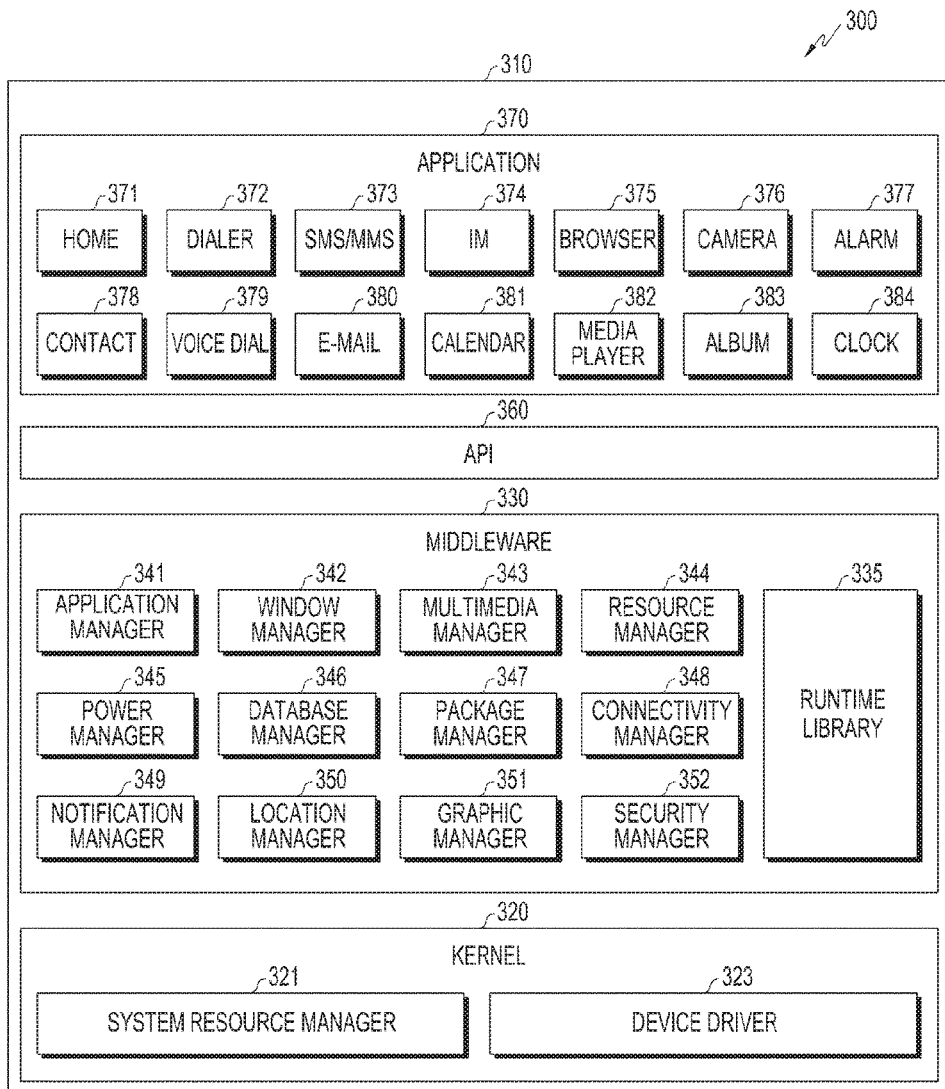 300
310
370
APPLICATION
371 372 373 374 375 376 377
HOME DIALER SMS/MMS IM BROWSER CAMERA ALARM
378 379 380 381 382 383 384
CONTACT VOICE DIAL E-MAIL CALENDAR MEDIA PLAYER ALBUM CLOCK
360
API
330
MIDDLEWARE
341 342 343 344 335
APPLICATION MANAGER WINDOW MANAGER MULTIMEDIA MANAGER RESOURCE MANAGER
345 346 347 348
POWER MANAGER DATABASE MANAGER PACKAGE MANAGER CONNECTIVITY MANAGER RUNTIME LIBRARY
349 350 351 352
NOTIFICATION MANAGER LOCATION MANAGER GRAPHIC MANAGER SECURITY MANAGER
320
KERNEL
321 323
SYSTEM RESOURCE MANAGER DEVICE DRIVER